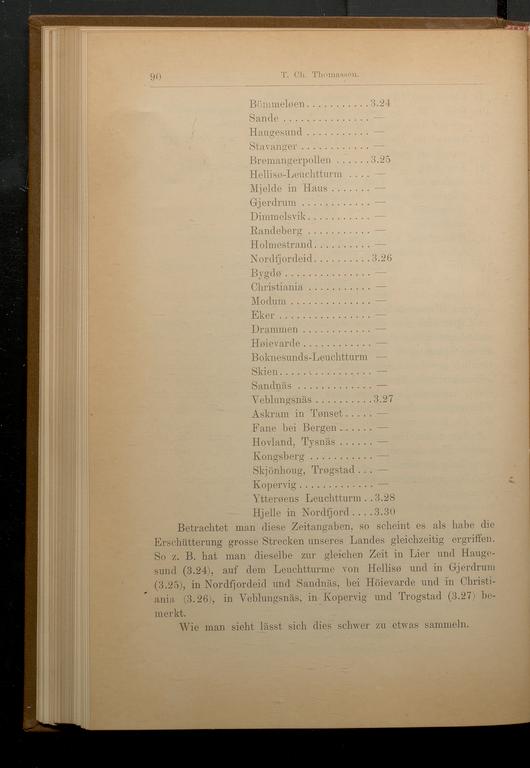 90
T. Ch. Thomassen.
Bömmeløen . . . . . . . . . . . 3.24
Sande . . . . . . . . . . . . . . . —
Haugesund . . . . . . . . . . . —
Stavanger . . . . . . . . . . . . —
Bremangerpollen . . . . . . 3.25
Hellisø-Leuchtturm . . . . —
Mjelde in Haus . . . . . . . —
Gjerdrum . . . . . . . . . . . . —
Dimmelsvik . . . . . . . . . . . —
Randeberg . . . . . . . . . . . —
Holmestrand . . . . . . . . . . —
Nordfjordeid . . . . . . . . . . 3.26
Bygdø . . . . . . . . . . . . . . . —
Christiania . . . . . . . . . . . —
Modum . . . . . . . . . . . . . . —
Eker . . . . . . . . . . . . . . . . —
Drammen . . . . . . . . . . . . —
Høievarde . . . . . . . . . . . . —
Boknesunds-Leuchtturm —
Skien . . . . . . . . . . . . . . . . —
Sandnäs . . . . . . . . . . . . . —
Veblungsnäs . . . . . . . . . . 3.27
Askram in Tønset . . . . . —
Fane bei Bergen . . . . . . —
Hovland, Tysnäs . . . . . . —
Kongsberg . . . . . . . . . . . —
Skjönhoug, Trøgstad . . . —
Kopervig . . . . . . . . . . . . . —
Ytterøens Leuchtturm . . 3.28
Hjelle in Nordfjord . . . . 3.30
Betrachtet man diese Zeitangaben, so scheint es als habe die
Erschütterung grosse Strecken unseres Landes gleichzeitig ergriffen.
So z. B. hat man dieselbe zur gleichen Zeit in Lier und Hauge-
sund (3.24), auf dem Leuchtturme von Hellisø und in Gjerdrum
(3.25), in Nordfjordeid und Sandnäs, bei Höievarde und in Christi-
ania (3.26), in Veblungsnäs, in Kopervig und Trogstad (3.27) be-
merkt.
Wie man sieht lässt sich dies schwer zu etwas sammeln.